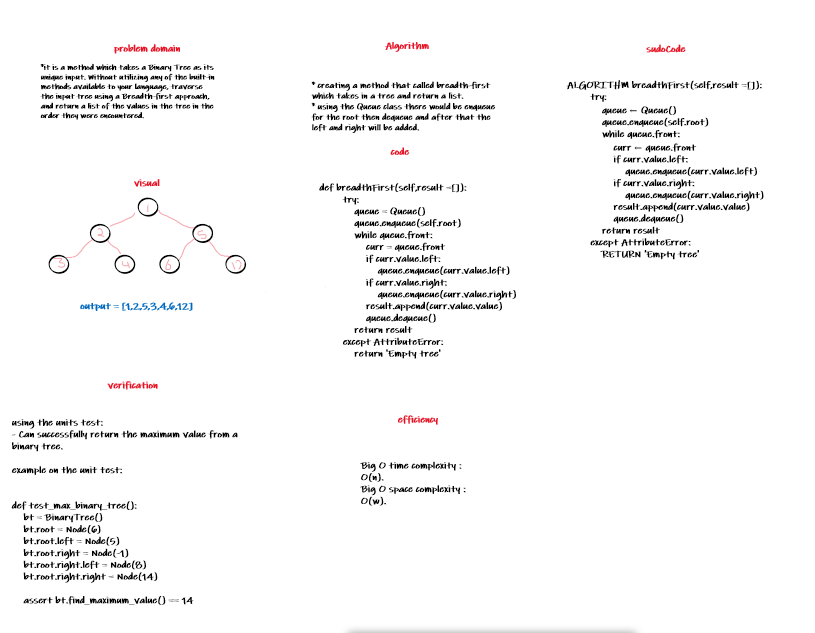 problem domain
*it is a method which takes a Binary Tree as its
unique input. Without utilizing any of the built-in
methods available to your language, traverse
the input tree using a Breadth-first approach,
and return a list of the values in the tree in the
order they were encountered.
visual
1
2
5
3
4
6
12
output = [1,2,5,3,4,6,12]
verification
using the units test:
- Can successfully return the maximum value from a
binary tree.
example on the unit test:
def test_max_binary_tree():
bt = BinaryTree()
bt.root = Node(6)
bt.root.left = Node(5)
bt.root.right = Node(-1)
bt.root.right.left = Node(8)
bt.root.right.right = Node(14)
assert bt.find_maximum_value() == 14
Algorithm
* creating a method that called breadth-first
which takes in a tree and return a list.
* using the Queue class there would be enqueue
for the root then dequeue and after that the
left and right will be added.
code
def breadthFirst(self,result =[]):
try:
queue = Queue()
queue.enqueue(self.root)
while queue.front:
curr = queue.front
if curr.value.left:
queue.enqueue(curr.value.left)
if curr.value.right:
queue.enqueue(curr.value.right)
result.append(curr.value.value)
queue.dequeue()
return result
except AttributeError:
return 'Empty tree'
efficiency
Big O time complexity :
O(n).
Big O space complexity :
O(w).
sudoCode
ALGORITHM breadthFirst(self,result =[]):
try:
queue ← Queue()
queue.enqueue(self.root)
while queue.front:
curr ← queue.front
if curr.value.left:
queue.enqueue(curr.value.left)
if curr.value.right:
queue.enqueue(curr.value.right)
result.append(curr.value.value)
queue.dequeue()
return result
except AttributeError:
RETURN 'Empty tree'